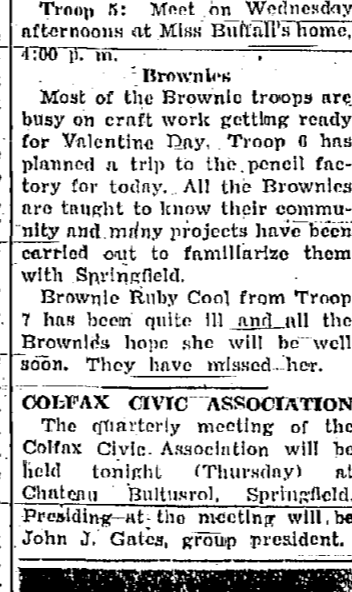 Troop 5: Meet on Wednesday
afternoons at Miss Buttall's home,
4:00 p. m.
Brownies
Most of the Brownie troops are
busy on craft work getting ready
for Valentine Day. Troop 6 has
planned a trip to the pencil fac-
tory for today. All the Brownies
are taught to know their commu-
nity and many projects have been
carried out to familiarize them
with Springfield.
Brownie Ruby Cool from Troop
7 has been quite ill and all the
Brownies hope she will be well
soon. They have missed her.
COLFAX CIVIC ASSOCIATION
The quarterly meeting of the
Colfax Civic Association will be
held tonight (Thursday) at
Chateau Bultusrol, Springfield.
Presiding at the meeting will be
John J. Gates, group president.